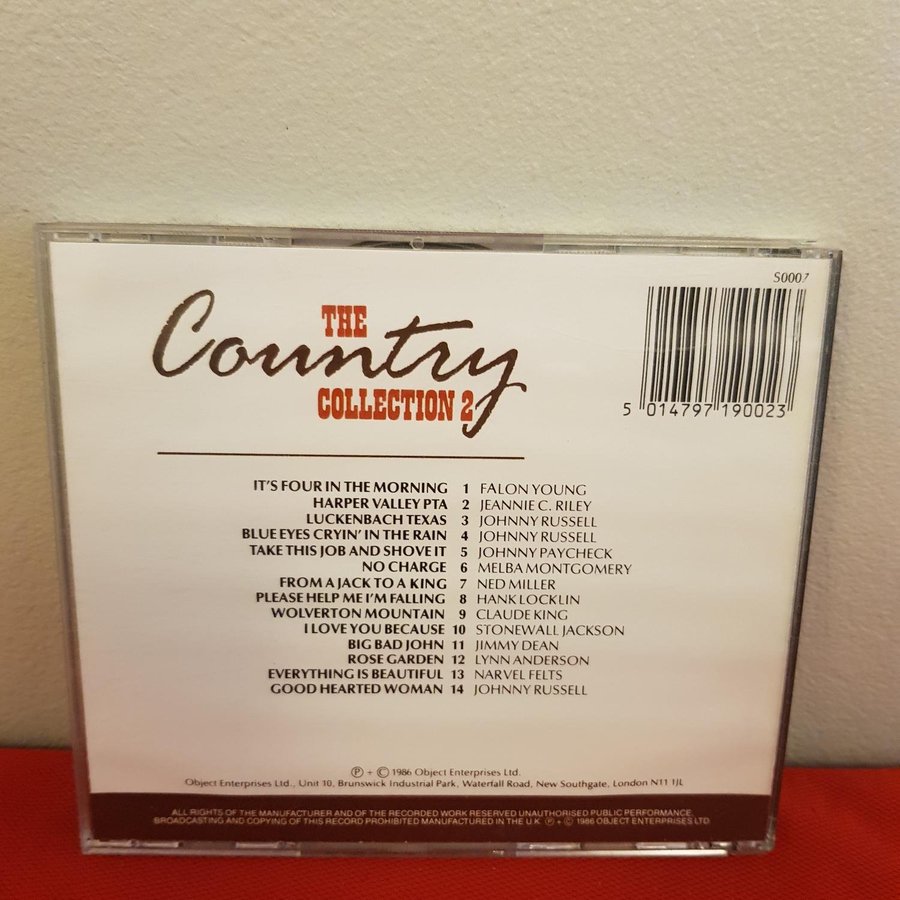 S0007
THE
Country
COLLECTION 2
5 014797 190023
IT'S FOUR IN THE MORNING 1 FALON YOUNG
HARPER VALLEY PTA 2 JEANNIE C. RILEY
LUCKENBACH TEXAS 3 JOHNNY RUSSELL
BLUE EYES CRYIN' IN THE RAIN 4 JOHNNY RUSSELL
TAKE THIS JOB AND SHOVE IT 5 JOHNNY PAYCHECK
NO CHARGE 6 MELBA MONTGOMERY
FROM A JACK TO A KING 7 NED MILLER
PLEASE HELP ME I'M FALLING 8 HANK LOCKLIN
WOLVERTON MOUNTAIN 9 CLAUDE KING
I LOVE YOU BECAUSE 10 STONEWALL JACKSON
BIG BAD JOHN 11 JIMMY DEAN
ROSE GARDEN 12 LYNN ANDERSON
EVERYTHING IS BEAUTIFUL 13 NARVEL FELTS
GOOD HEARTED WOMAN 14 JOHNNY RUSSELL
Ⓟ + © 1986 Object Enterprises Ltd.
Object Enterprises Ltd., Unit 10, Brunswick Industrial Park, Waterfall Road, New Southgate, London N11 1JL
ALL RIGHTS OF THE MANUFACTURER AND OF THE RECORDED WORK RESERVED UNAUTHORISED PUBLIC PERFORMANCE,
BROADCASTING AND COPYING OF THIS RECORD PROHIBITED MANUFACTURED IN THE U.K. Ⓟ + © 1986 OBJECT ENTERPRISES LTD.